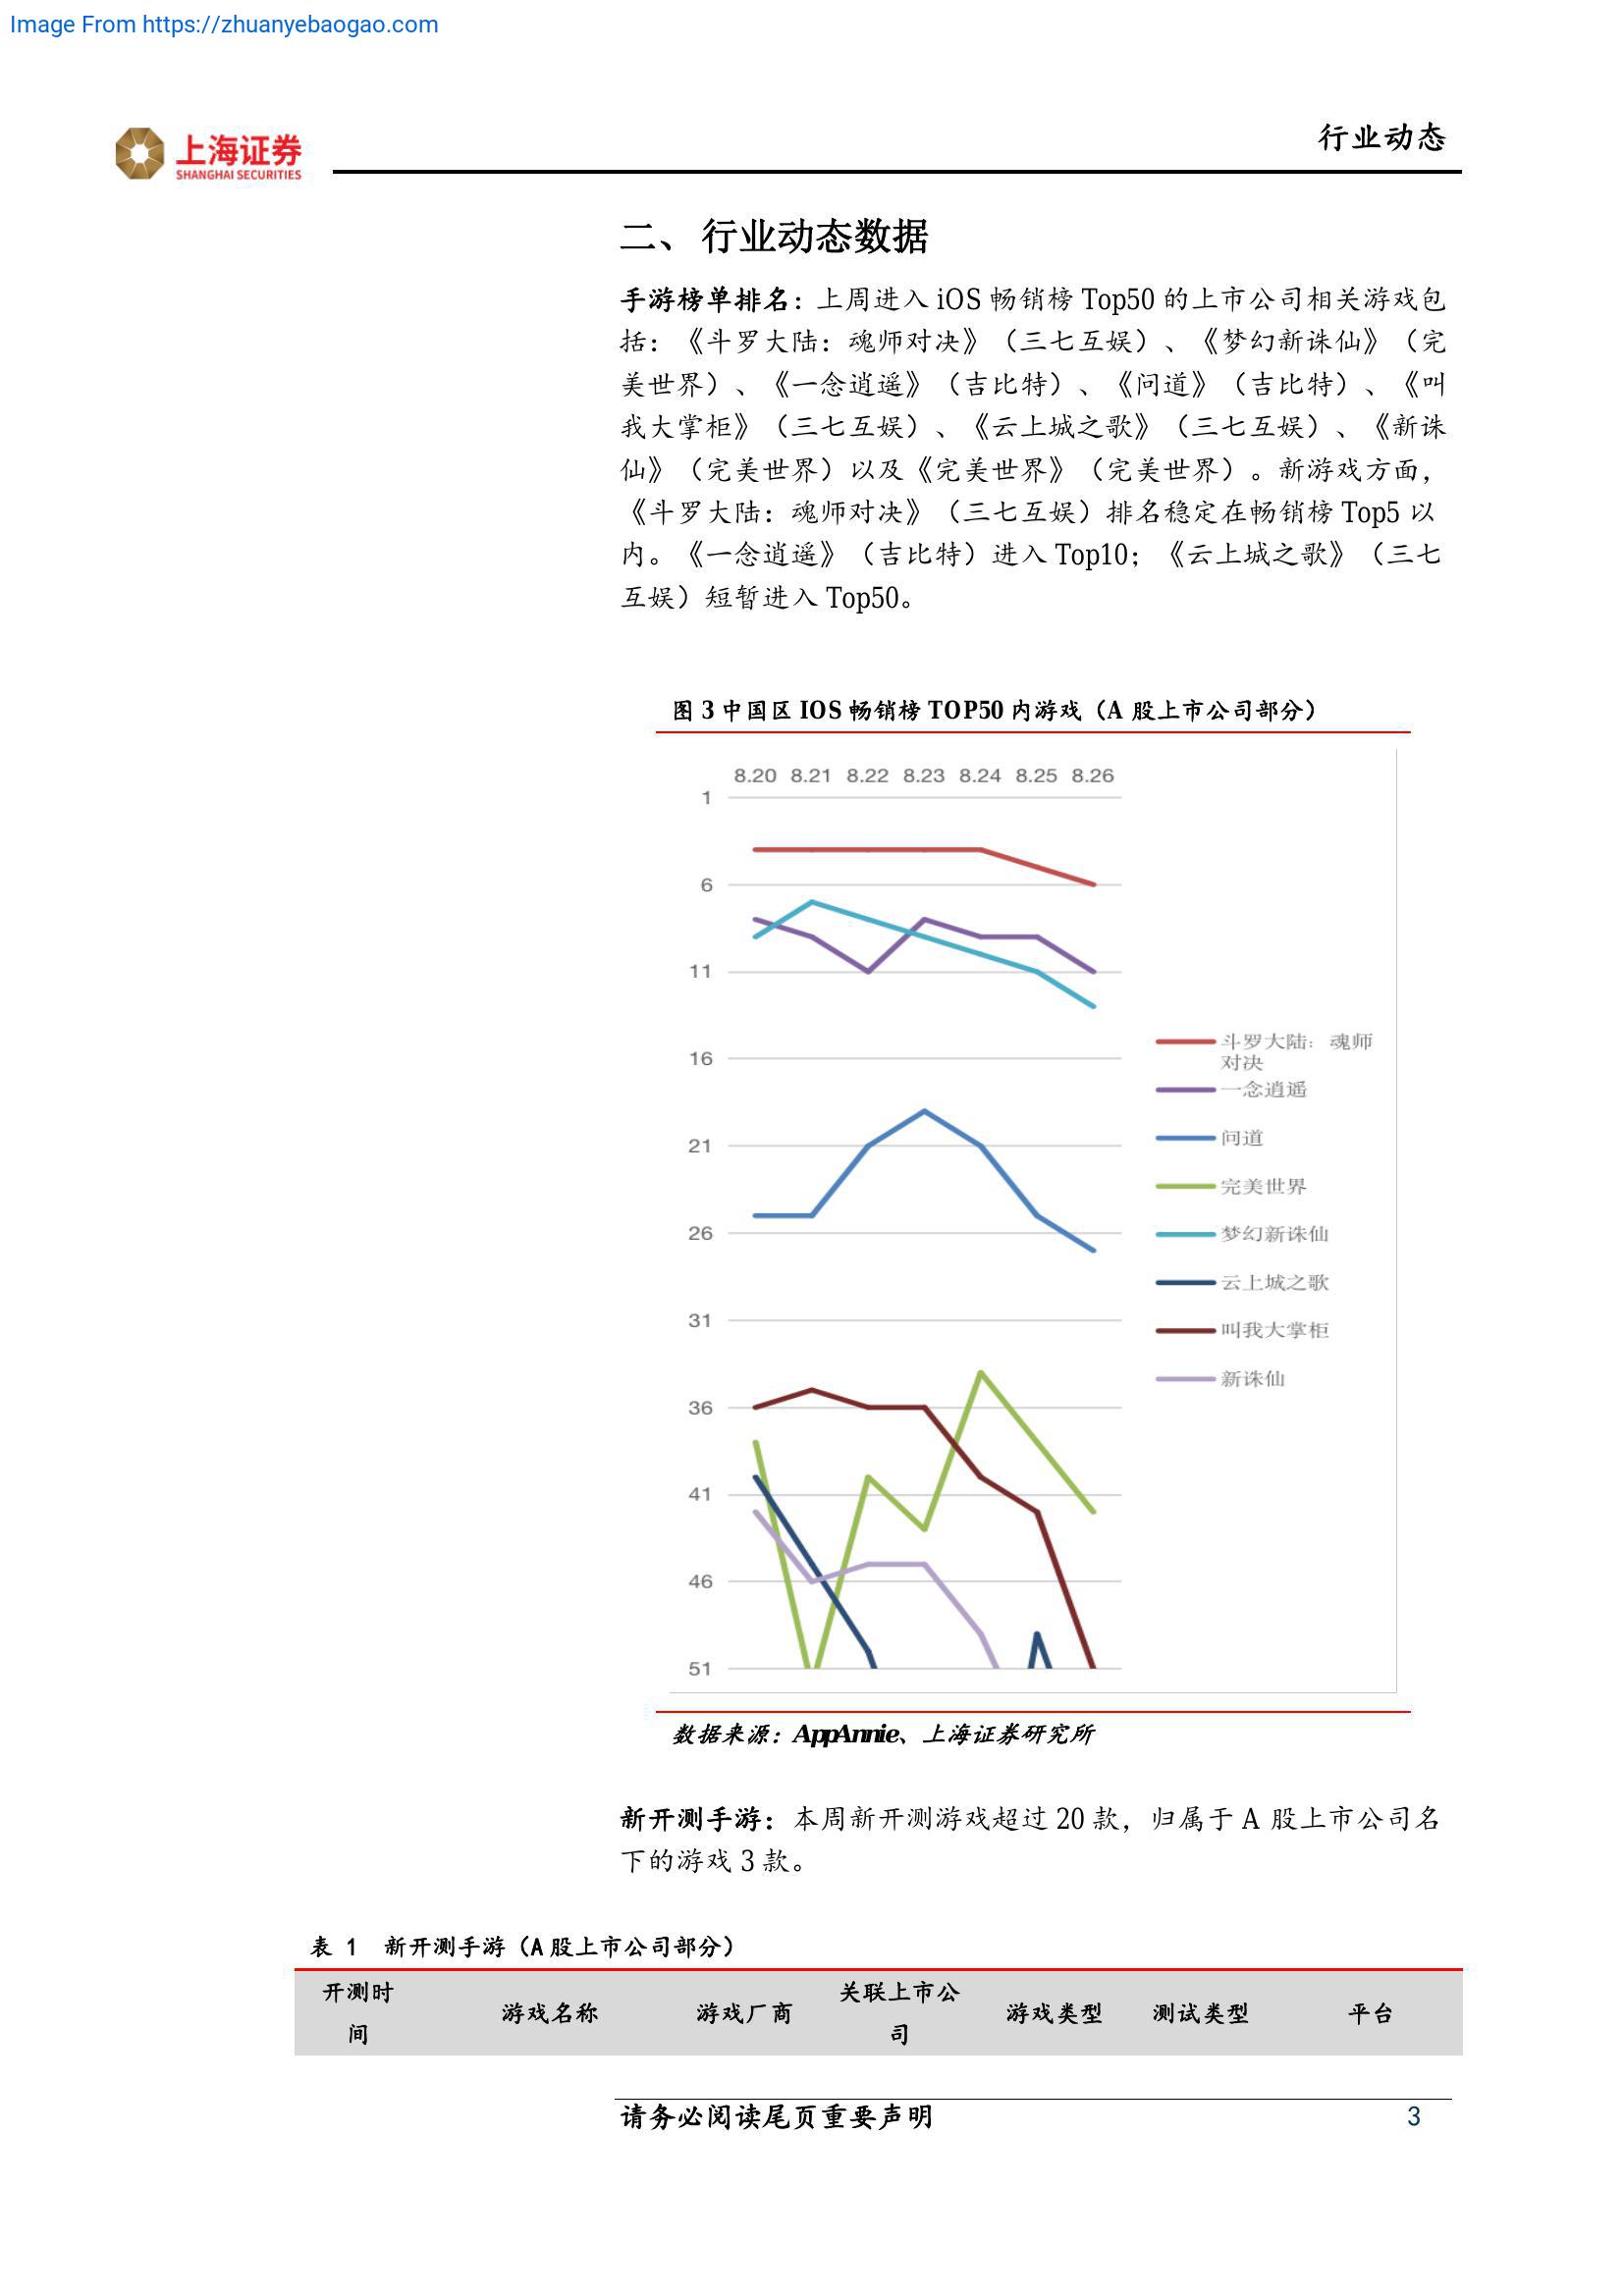 Image From https://zhuanyebaogao.com
上海证券
SHANGHAI SECURITIES
行业动态
二、 行业动态数据
手游榜单排名：上周进入 iOS 畅销榜 Top50 的上市公司相关游戏包
括：《斗罗大陆：魂师对决》（三七互娱）、《梦幻新诛仙》（完
美世界）、《一念逍遥》（吉比特）、《问道》（吉比特）、《叫
我大掌柜》（三七互娱）、《云上城之歌》（三七互娱）、《新诛
仙》（完美世界）以及《完美世界》（完美世界）。新游戏方面，
《斗罗大陆：魂师对决》（三七互娱）排名稳定在畅销榜 Top5 以
内。《一念逍遥》（吉比特）进入 Top10；《云上城之歌》（三七
互娱）短暂进入 Top50。
图 3 中国区 IOS 畅销榜 TOP50 内游戏（A 股上市公司部分）
8.20 8.21 8.22 8.23 8.24 8.25 8.26
1
6
11
16
21
26
31
36
41
46
51
斗罗大陆：魂师
对决
一念逍遥
问道
完美世界
梦幻新诛仙
云上城之歌
叫我大掌柜
新诛仙
数据来源：AppAnnie、上海证券研究所
新开测手游：本周新开测游戏超过 20 款，归属于 A 股上市公司名
下的游戏 3 款。
表 1 新开测手游（A 股上市公司部分）
开测时
间
游戏名称
游戏厂商
关联上市公
司
游戏类型
测试类型
平台
请务必阅读尾页重要声明
3